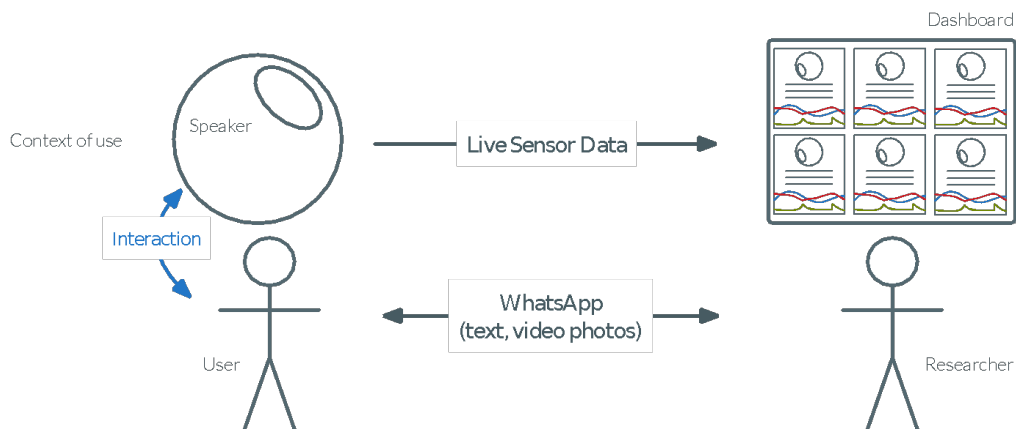 Dashboard
Speaker
Context of use
Live Sensor Data
Interaction
WhatsApp
(text, video photos)
User
Researcher